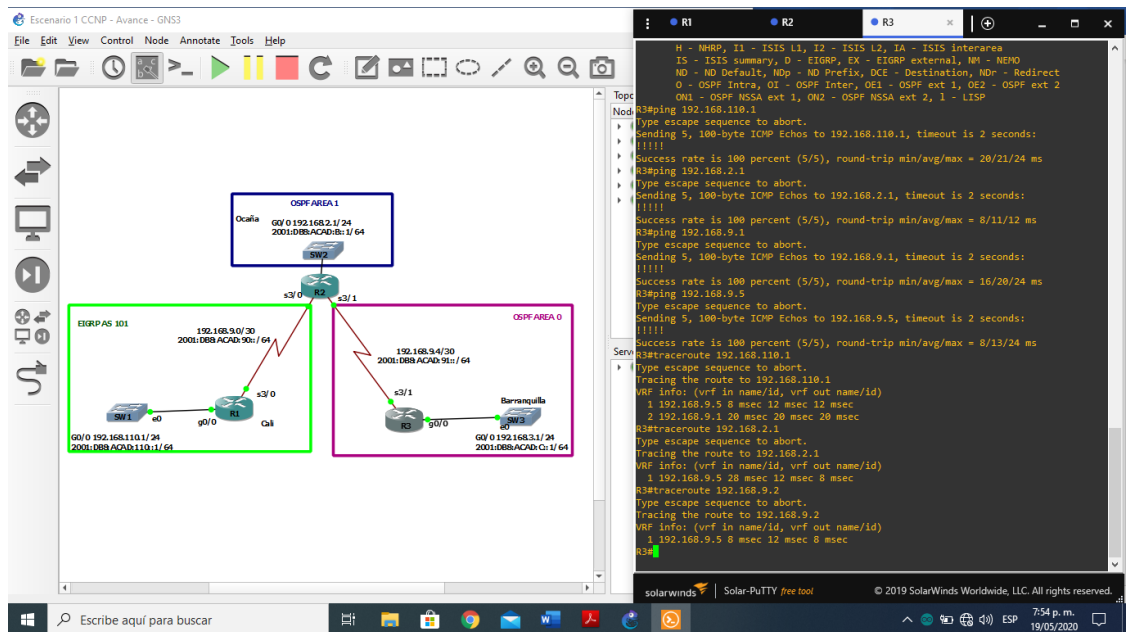 Escenario 1 CCNP - Avance - GNS3
File Edit View Control Node Annotate Tools Help
OSPF AREA 1
Ocaña
G0/0 192.168.2.1/24
2001:DB8:ACAD:B::1/64
SW2
R2
s3/0
s3/1
EIGRP AS 101
192.168.9.0/30
2001:DB8:ACAD:90::/64
s3/0
SW1
e0
g0/0
R1
Cali
G0/0 192.168.110.1/24
2001:DB8:ACAD:110::1/64
OSPF AREA 0
192.168.9.4/30
2001:DB8:ACAD:91::/64
s3/1
Barranquilla
R3
g0/0
SW3
e0
G0/0 192.168.3.1/24
2001:DB8:ACAD:C::1/64
Topo
Nod
Serv
R1 R2 R3
H - NHRP, I1 - ISIS L1, I2 - ISIS L2, IA - ISIS interarea
IS - ISIS summary, D - EIGRP, EX - EIGRP external, NM - NEMO
ND - ND Default, NDp - ND Prefix, DCE - Destination, NDr - Redirect
O - OSPF Intra, OI - OSPF Inter, OE1 - OSPF ext 1, OE2 - OSPF ext 2
ON1 - OSPF NSSA ext 1, ON2 - OSPF NSSA ext 2, l - LISP
R3#ping 192.168.110.1
Type escape sequence to abort.
Sending 5, 100-byte ICMP Echos to 192.168.110.1, timeout is 2 seconds:
!!!!!
Success rate is 100 percent (5/5), round-trip min/avg/max = 20/21/24 ms
R3#ping 192.168.2.1
Type escape sequence to abort.
Sending 5, 100-byte ICMP Echos to 192.168.2.1, timeout is 2 seconds:
!!!!!
Success rate is 100 percent (5/5), round-trip min/avg/max = 8/11/12 ms
R3#ping 192.168.9.1
Type escape sequence to abort.
Sending 5, 100-byte ICMP Echos to 192.168.9.1, timeout is 2 seconds:
!!!!!
Success rate is 100 percent (5/5), round-trip min/avg/max = 16/20/24 ms
R3#ping 192.168.9.5
Type escape sequence to abort.
Sending 5, 100-byte ICMP Echos to 192.168.9.5, timeout is 2 seconds:
!!!!!
Success rate is 100 percent (5/5), round-trip min/avg/max = 8/13/24 ms
R3#traceroute 192.168.110.1
Type escape sequence to abort.
Tracing the route to 192.168.110.1
VRF info: (vrf in name/id, vrf out name/id)
1 192.168.9.5 8 msec 12 msec 12 msec
2 192.168.9.1 20 msec 20 msec 20 msec
R3#traceroute 192.168.2.1
Type escape sequence to abort.
Tracing the route to 192.168.2.1
VRF info: (vrf in name/id, vrf out name/id)
1 192.168.9.5 28 msec 12 msec 8 msec
R3#traceroute 192.168.9.2
Type escape sequence to abort.
Tracing the route to 192.168.9.2
VRF info: (vrf in name/id, vrf out name/id)
1 192.168.9.5 8 msec 12 msec 8 msec
R3#
solarwinds Solar-PuTTY free tool © 2019 SolarWinds Worldwide, LLC. All rights reserved.
Escribe aquí para buscar
ESP
7:54 p. m.
19/05/2020